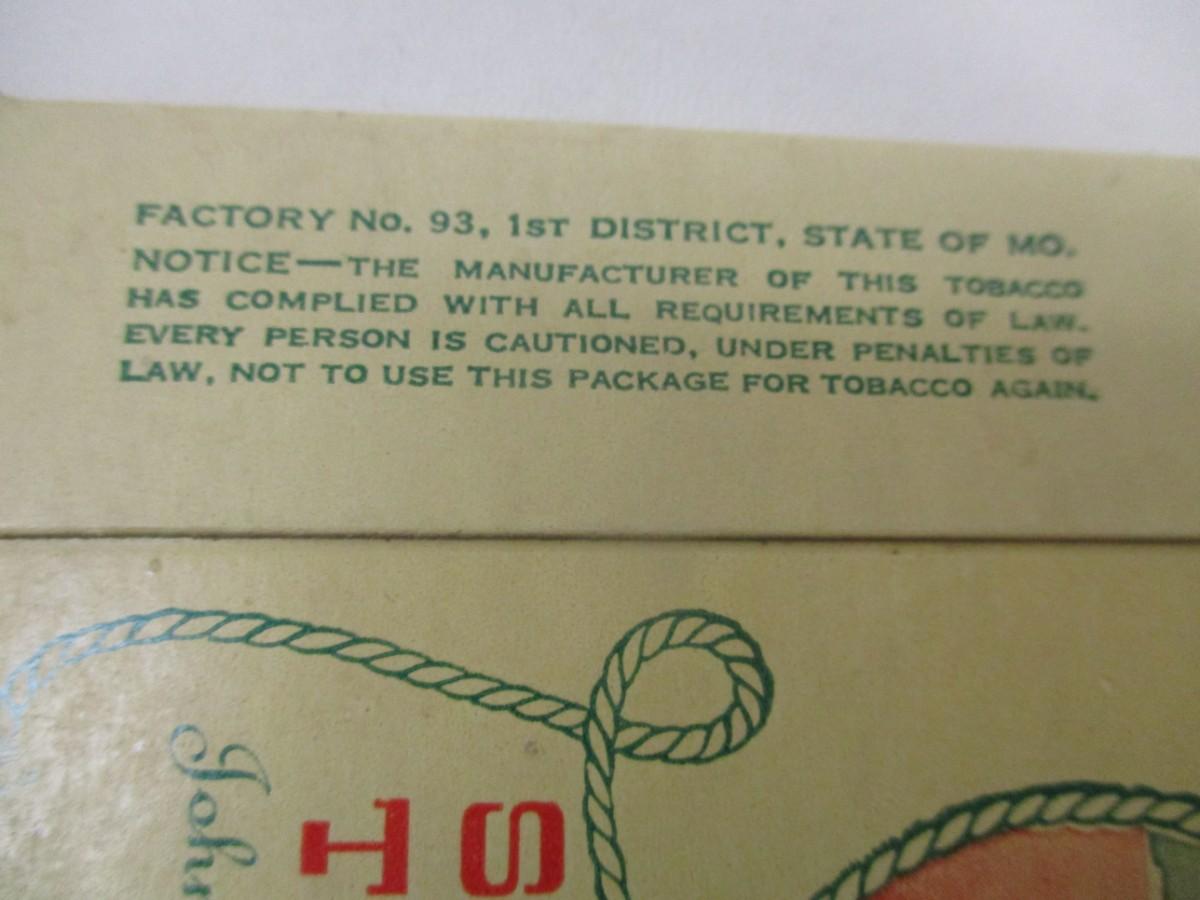 FACTORY No. 93, 1ST DISTRICT, STATE OF MO.
NOTICE—THE MANUFACTURER OF THIS TOBACCO
HAS COMPLIED WITH ALL REQUIREMENTS OF LAW.
EVERY PERSON IS CAUTIONED, UNDER PENALTIES OF
LAW, NOT TO USE THIS PACKAGE FOR TOBACCO AGAIN.
John
S
T